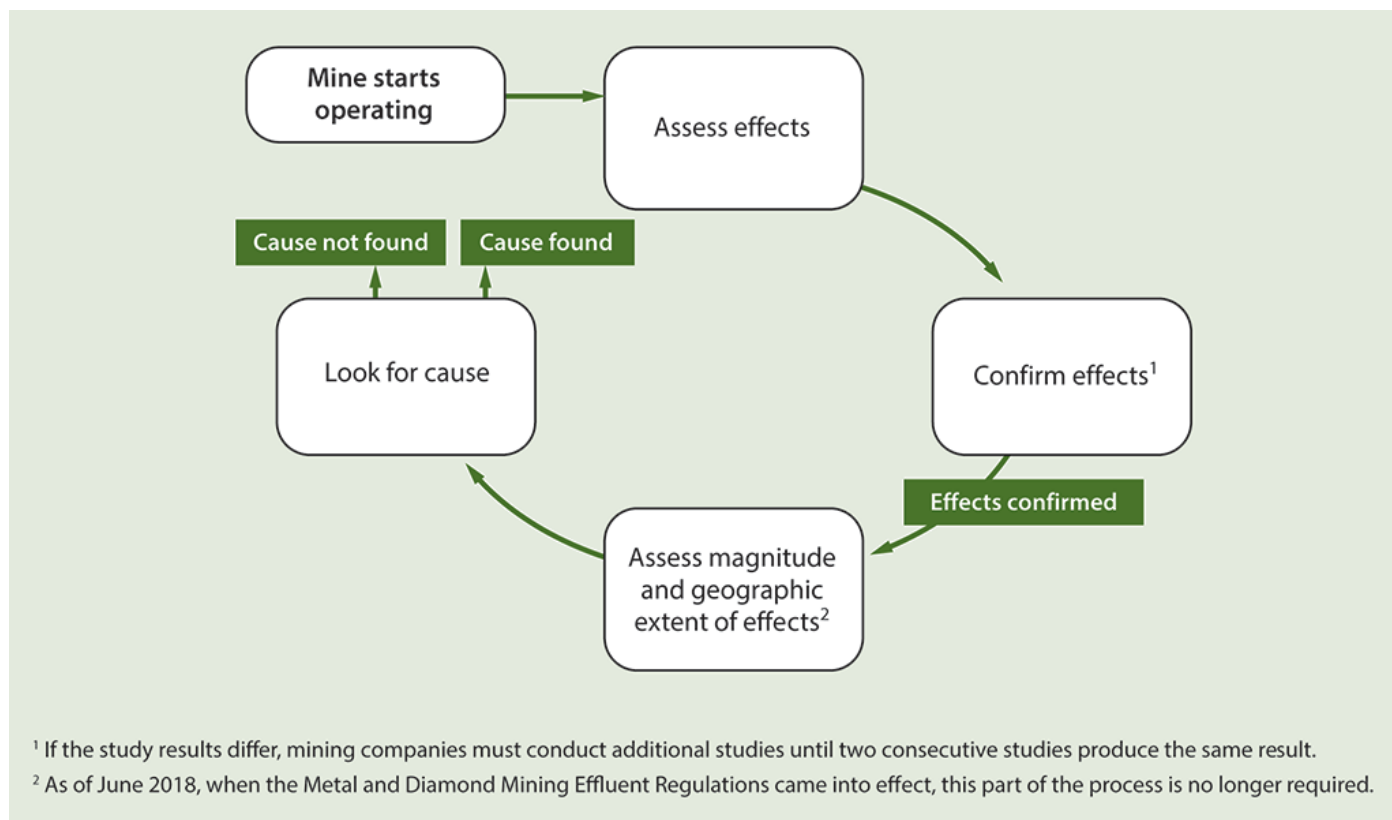 Mine starts
operating
Assess effects
Cause not found
Cause found
Look for cause
Confirm effects¹
Effects confirmed
Assess magnitude
and geographic
extent of effects²
¹ If the study results differ, mining companies must conduct additional studies until two consecutive studies produce the same result.
² As of June 2018, when the Metal and Diamond Mining Effluent Regulations came into effect, this part of the process is no longer required.